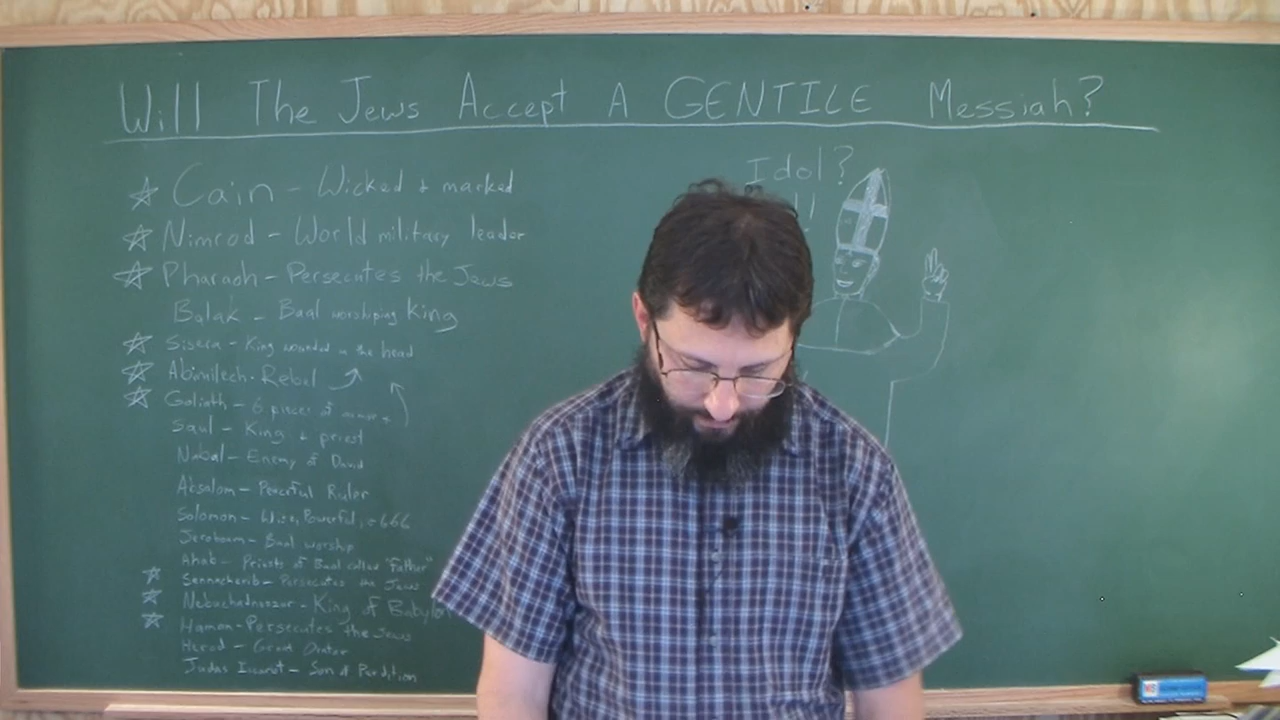 Will The Jews Accept A GENTILE Messiah?
Cain - Wicked + marked
Nimrod - World military leader
Pharaoh - Persecutes the Jews
Balak - Baal worshiping King
Sisera - King wounded in the head
Abimilech - Rebel
Goliath - 6 pieces of
Saul - King + priest
Nabal - Enemy of David
Absalom - Peaceful Ruler
Solomon - Wise, Powerful, 666
Jeroboam - Baal worship
Ahab - Priests of Baal called "Father"
Sennacherib - Persecutes the Jews
Nebuchadnezzar - King of Babylo
Haman - Persecutes the Jews
Herod - Great Orator
Judas Iscariot - Son of Perdition
Idol?